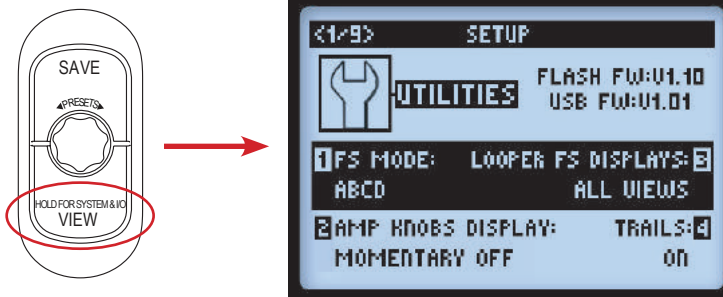 SAVE
◄PRESETS►
HOLD FOR SYSTEM & I/O
VIEW
<1/9> SETUP
UTILITIES
FLASH FW:V1.10
USB FW:V1.01
1 FS MODE: LOOPER FS DISPLAYS: 3
ABCD ALL VIEWS
2 AMP KNOBS DISPLAY: TRAILS: 4
MOMENTARY OFF ON